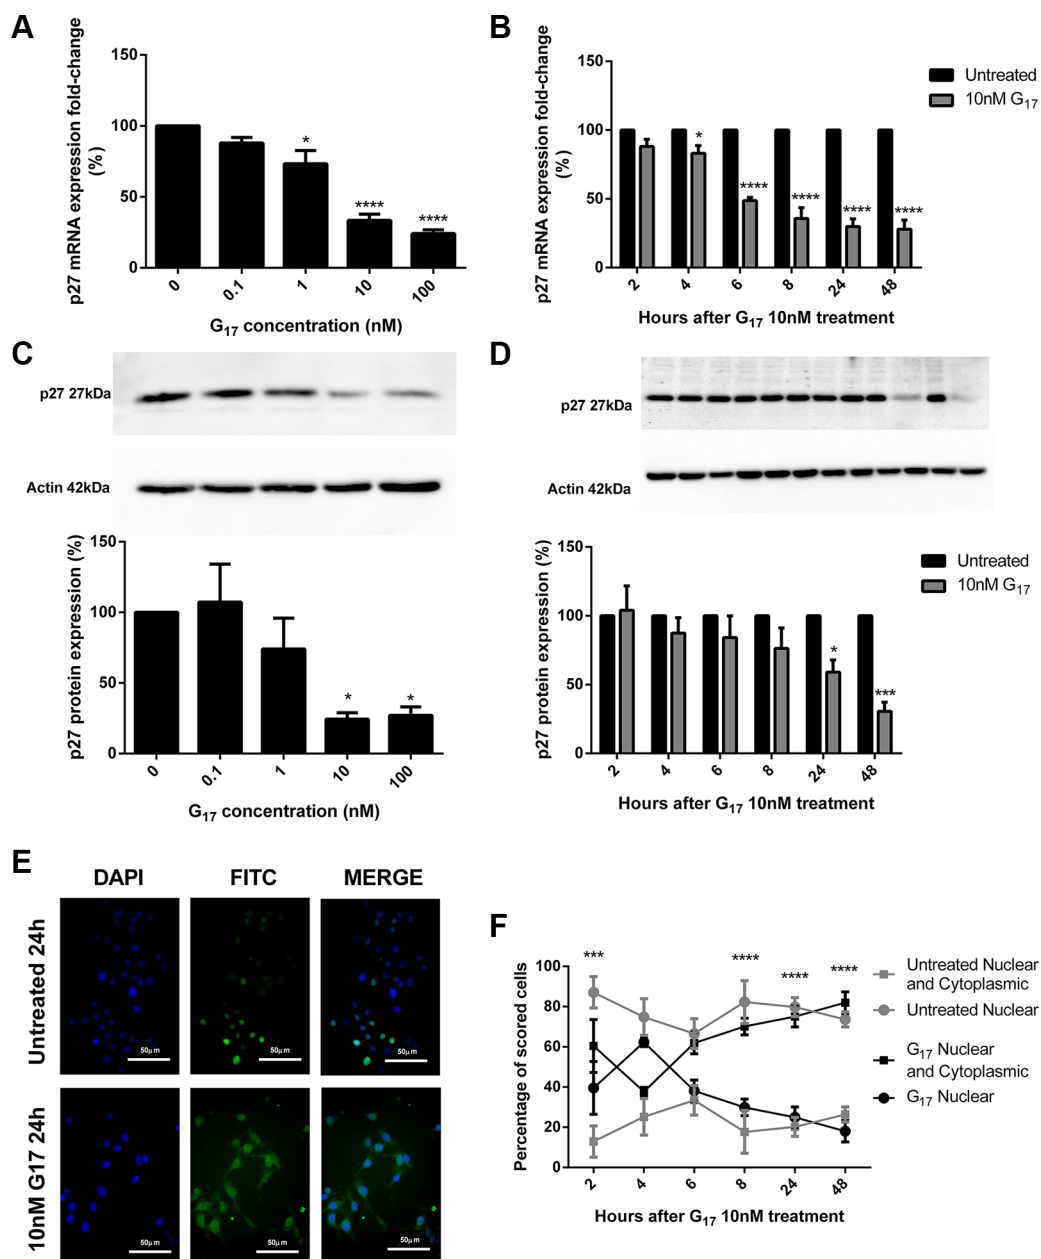 A
p27 mRNA expression fold-change
(%)
150
100
50
0
*
****
****
0
0.1
1
10
100
G17 concentration (nM)
B
p27 mRNA expression fold-change
(%)
150
100
50
0
*
****
****
****
****
2
4
6
8
24
48
Hours after G17 10nM treatment
Untreated
10nM G17
C
p27 27kDa
Actin 42kDa
p27 protein expression (%)
150
100
50
0
*
*
0
0.1
1
10
100
G17 concentration (nM)
D
p27 27kDa
Actin 42kDa
p27 protein expression (%)
150
100
50
0
*
***
2
4
6
8
24
48
Hours after G17 10nM treatment
Untreated
10nM G17
E
DAPI
FITC
MERGE
Untreated 24h
50μm
50μm
50μm
10nM G17 24h
50μm
50μm
50μm
F
Percentage of scored cells
100
80
60
40
20
0
***
****
****
****
2
4
6
8
24
48
Hours after G17 10nM treatment
Untreated Nuclear
and Cytoplasmic
Untreated Nuclear
G17 Nuclear
and Cytoplasmic
G17 Nuclear